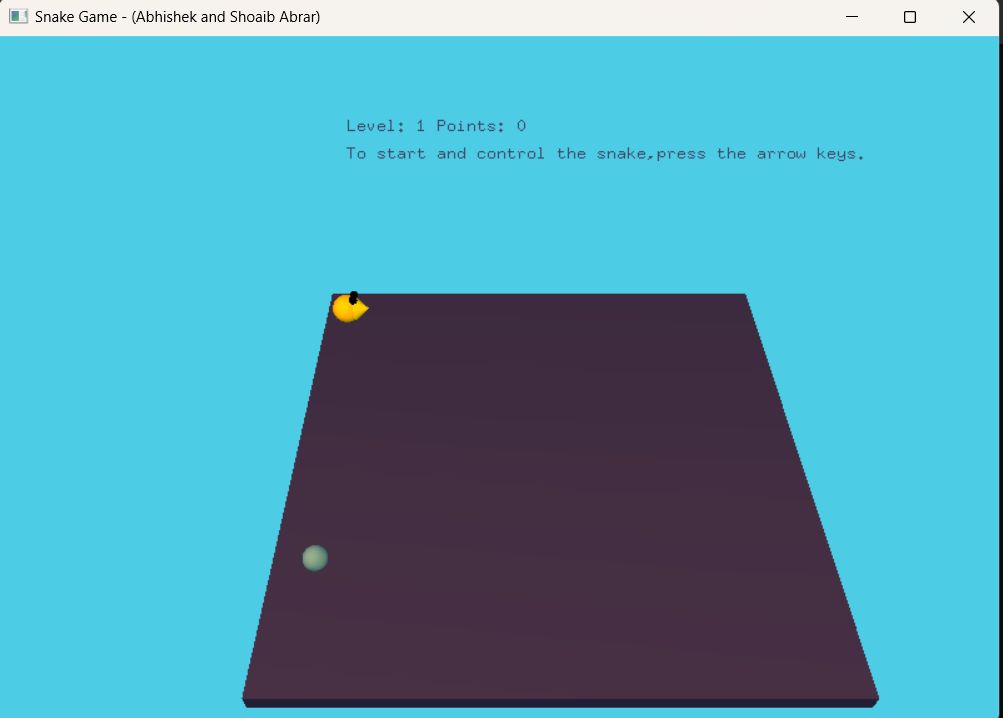 Snake Game - (Abhishek and Shoaib Abrar)
Level: 1 Points: 0
To start and control the snake,press the arrow keys.